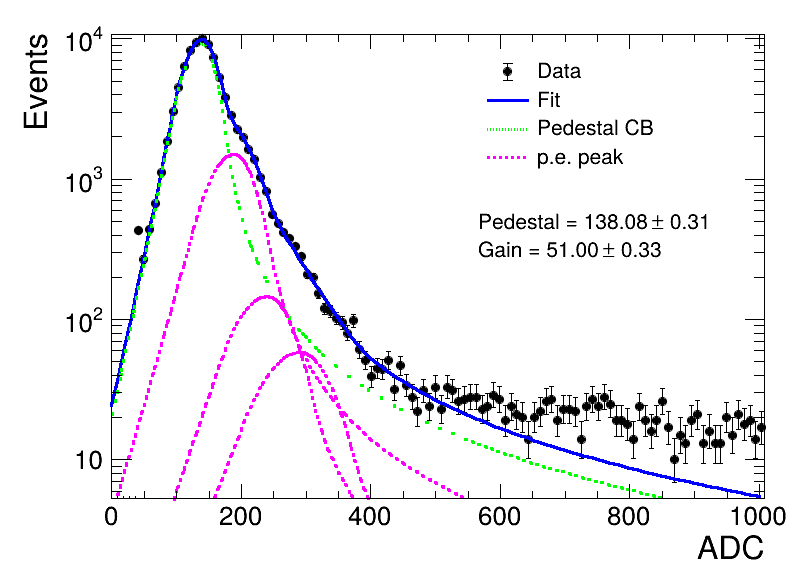 Events
10^4
10^3
10^2
10
Data
Fit
Pedestal CB
p.e. peak
Pedestal = 138.08 ± 0.31
Gain = 51.00 ± 0.33
0 200 400 600 800 1000
ADC